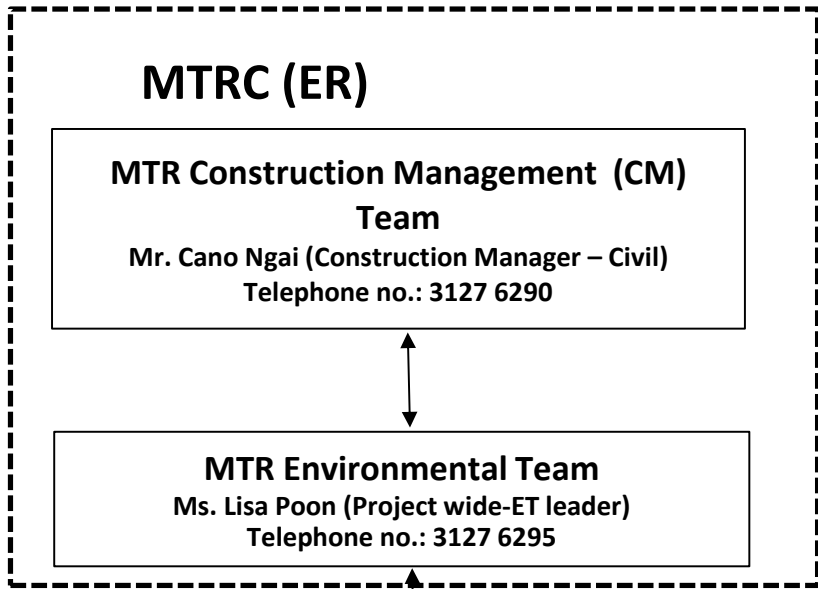 MTRC (ER)
MTR Construction Management (CM)
Team
Mr. Cano Ngai (Construction Manager – Civil)
Telephone no.: 3127 6290
MTR Environmental Team
Ms. Lisa Poon (Project wide-ET leader)
Telephone no.: 3127 6295